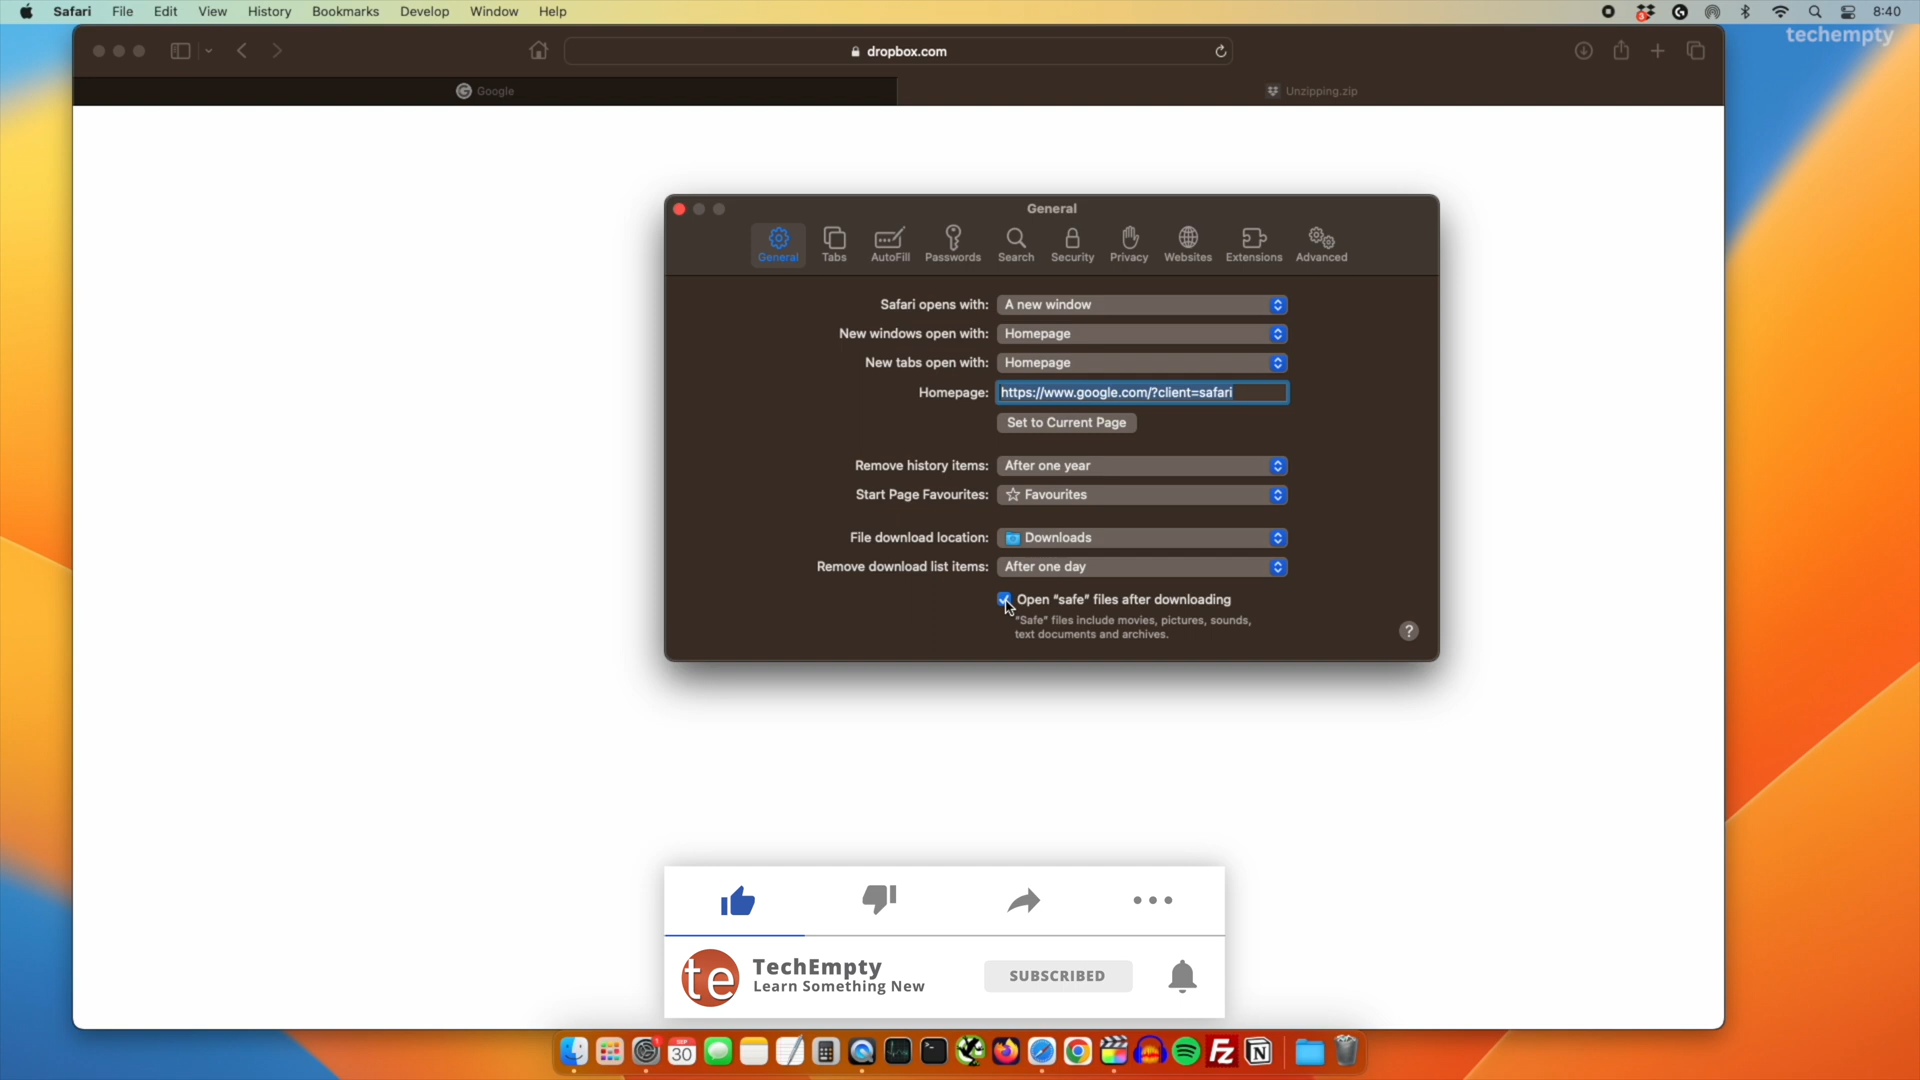 Safari File Edit View History Bookmarks Develop Window Help 8:40
techempty
dropbox.com
Google
Unzipping.zip
General
General Tabs AutoFill Passwords Search Security Privacy Websites Extensions Advanced
Safari opens with: A new window
New windows open with: Homepage
New tabs open with: Homepage
Homepage: https://www.google.com/?client=safari
Set to Current Page
Remove history items: After one year
Start Page Favourites: Favourites
File download location: Downloads
Remove download list items: After one day
Open “safe” files after downloading
“Safe” files include movies, pictures, sounds,
text documents and archives.
?
te
TechEmpty
Learn Something New
SUBSCRIBED
SEP
30
Fz
N